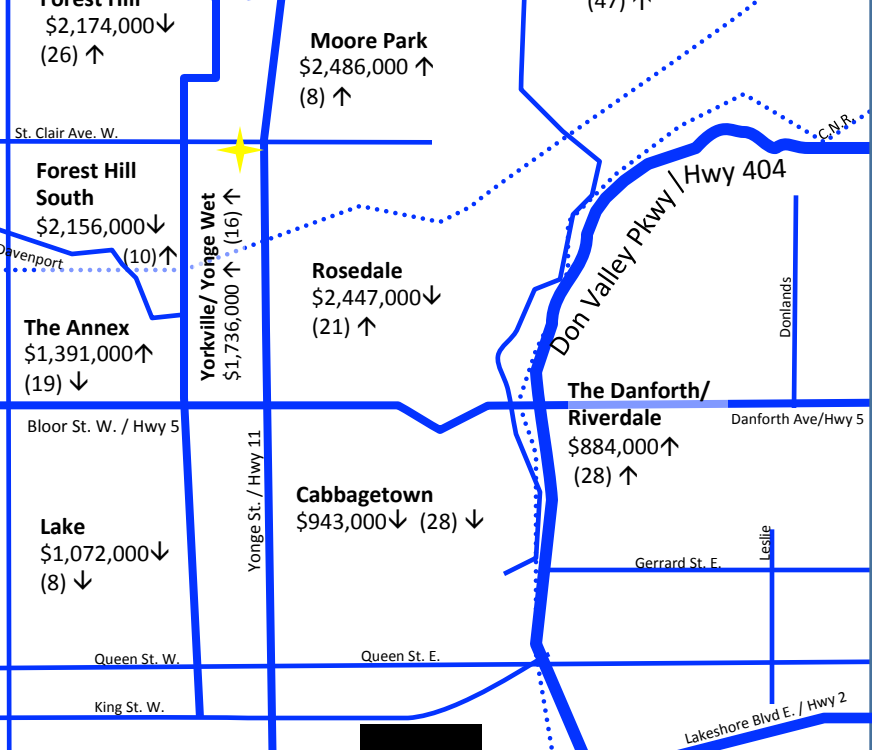 Forest Hill
$2,174,000↓
(26) ↑
(47) ↑
Moore Park
$2,486,000 ↑
(8) ↑
St. Clair Ave. W.
C.N.R
Don Valley Pkwy | Hwy 404
Forest Hill
South
$2,156,000↓
(10)↑
Davenport
Yorkville/ Yonge Wet
$1,736,000 ↑ (16) ↑
Rosedale
$2,447,000↓
(21) ↑
Donlands
The Annex
$1,391,000↑
(19) ↓
The Danforth/
Riverdale
$884,000↑
(28) ↑
Bloor St. W. / Hwy 5
Danforth Ave/Hwy 5
Yonge St. / Hwy 11
Cabbagetown
$943,000↓ (28) ↓
Lake
$1,072,000↓
(8) ↓
Leslie
Gerrard St. E.
Queen St. W.
Queen St. E.
King St. W.
Lakeshore Blvd E. / Hwy 2